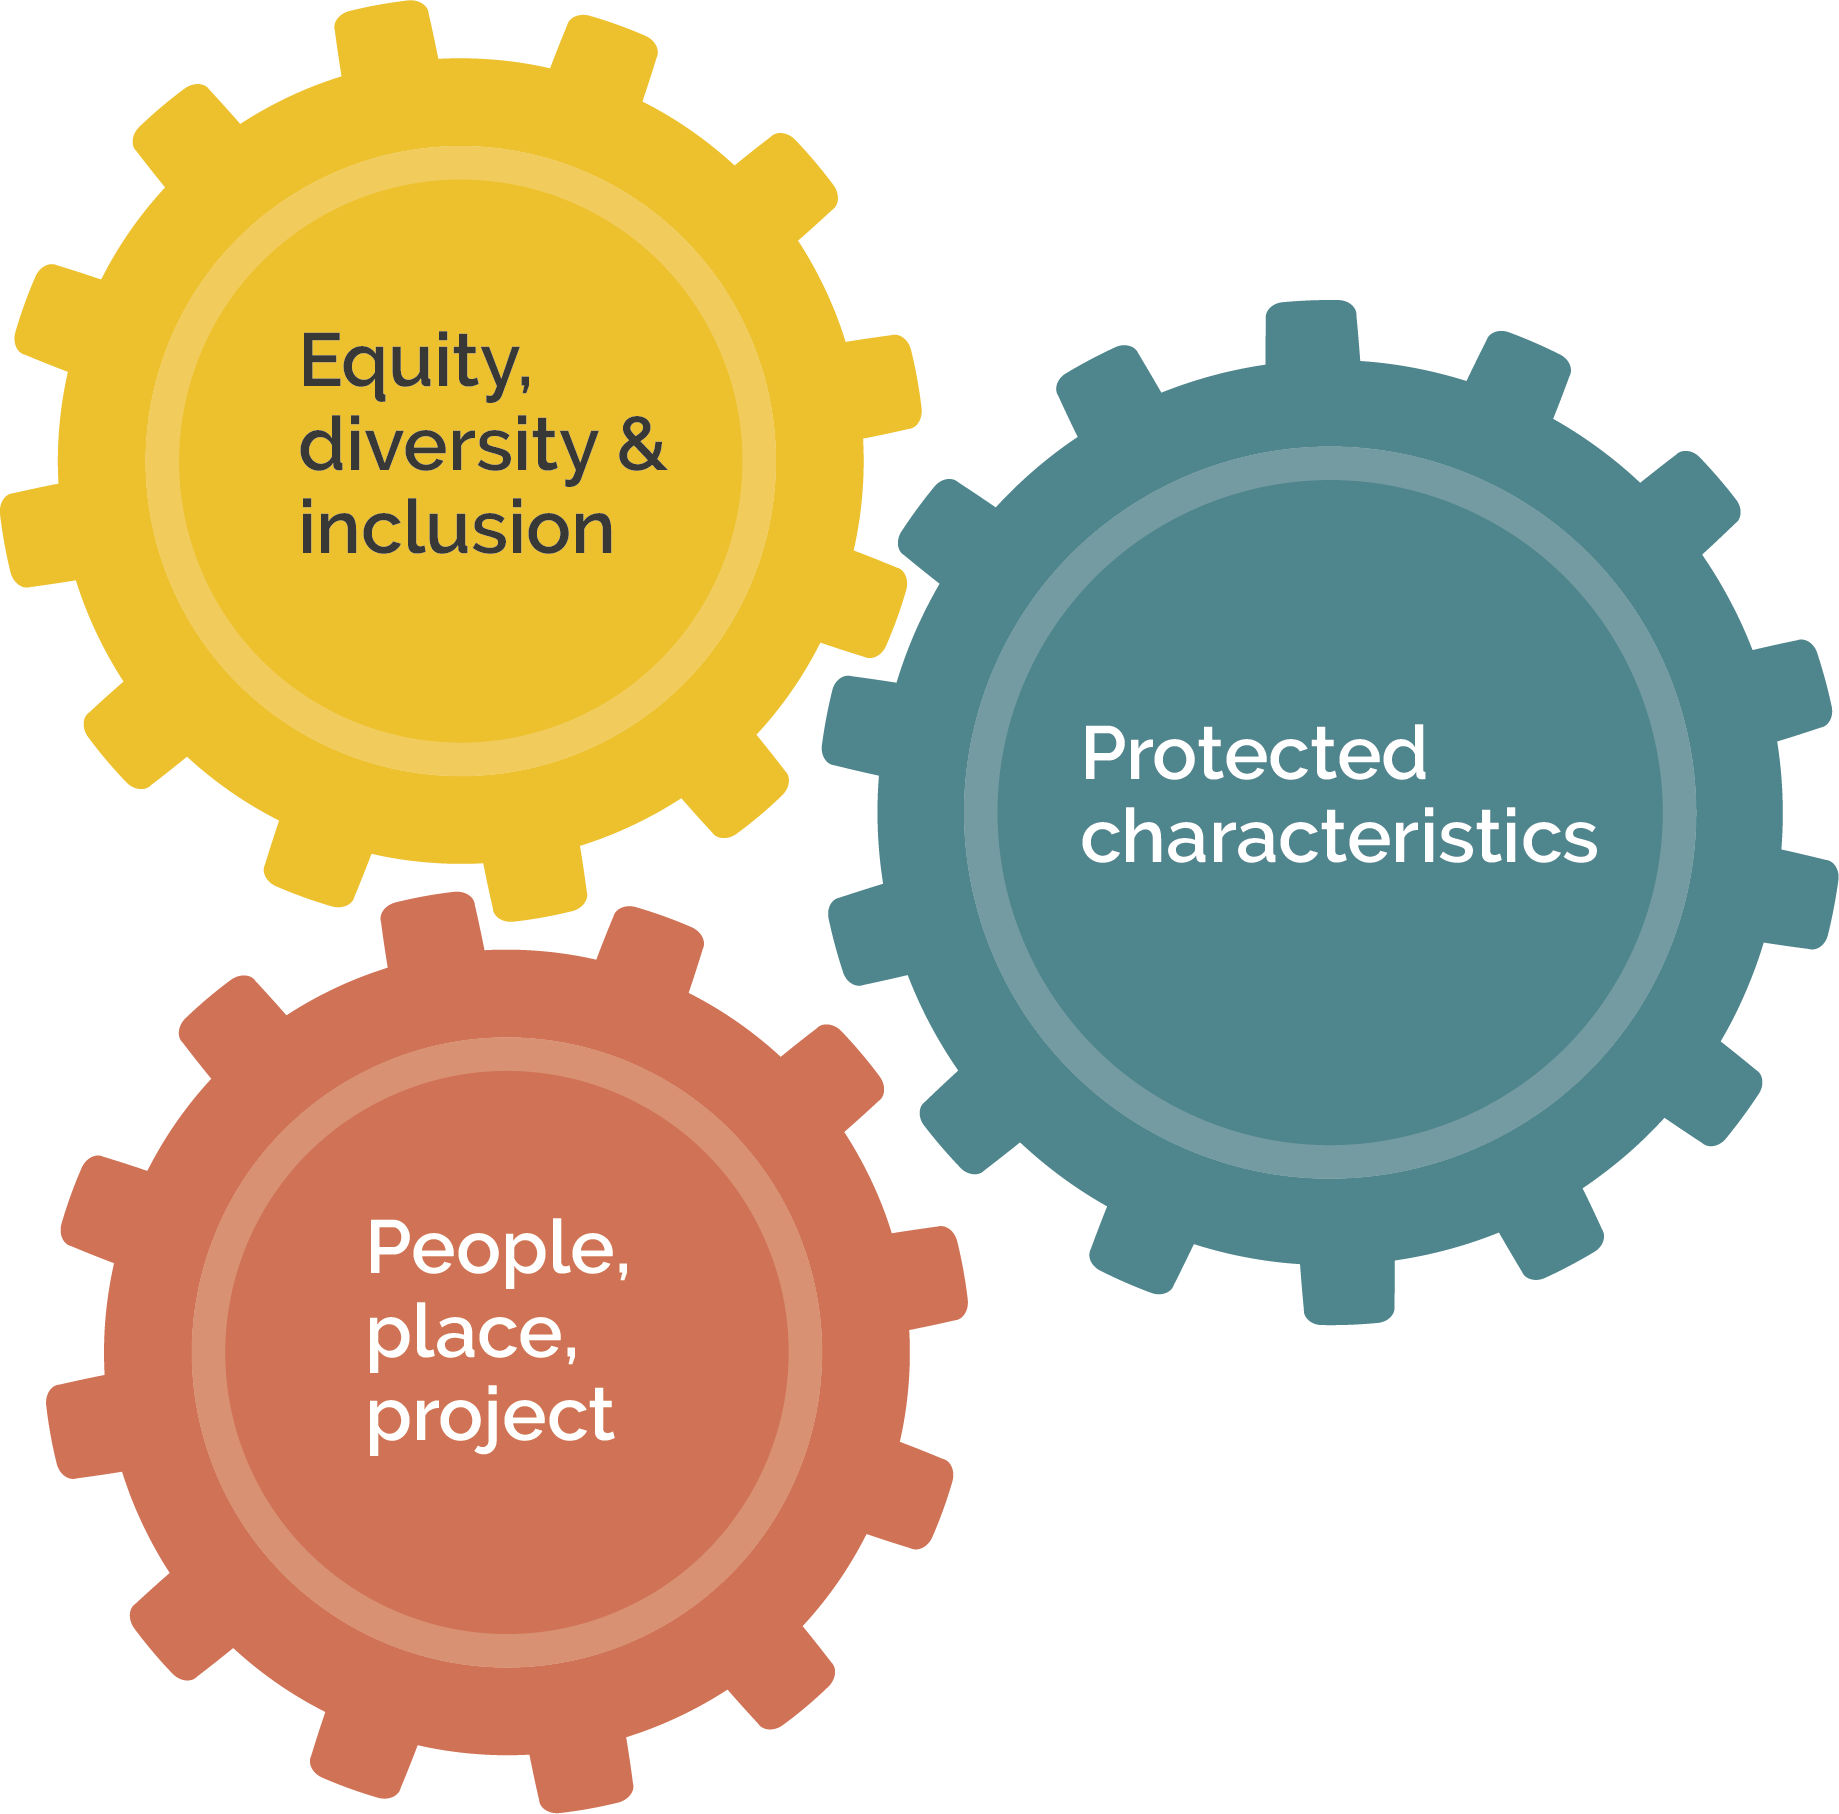 Equity,
diversity &
inclusion
Protected
characteristics
People,
place,
project